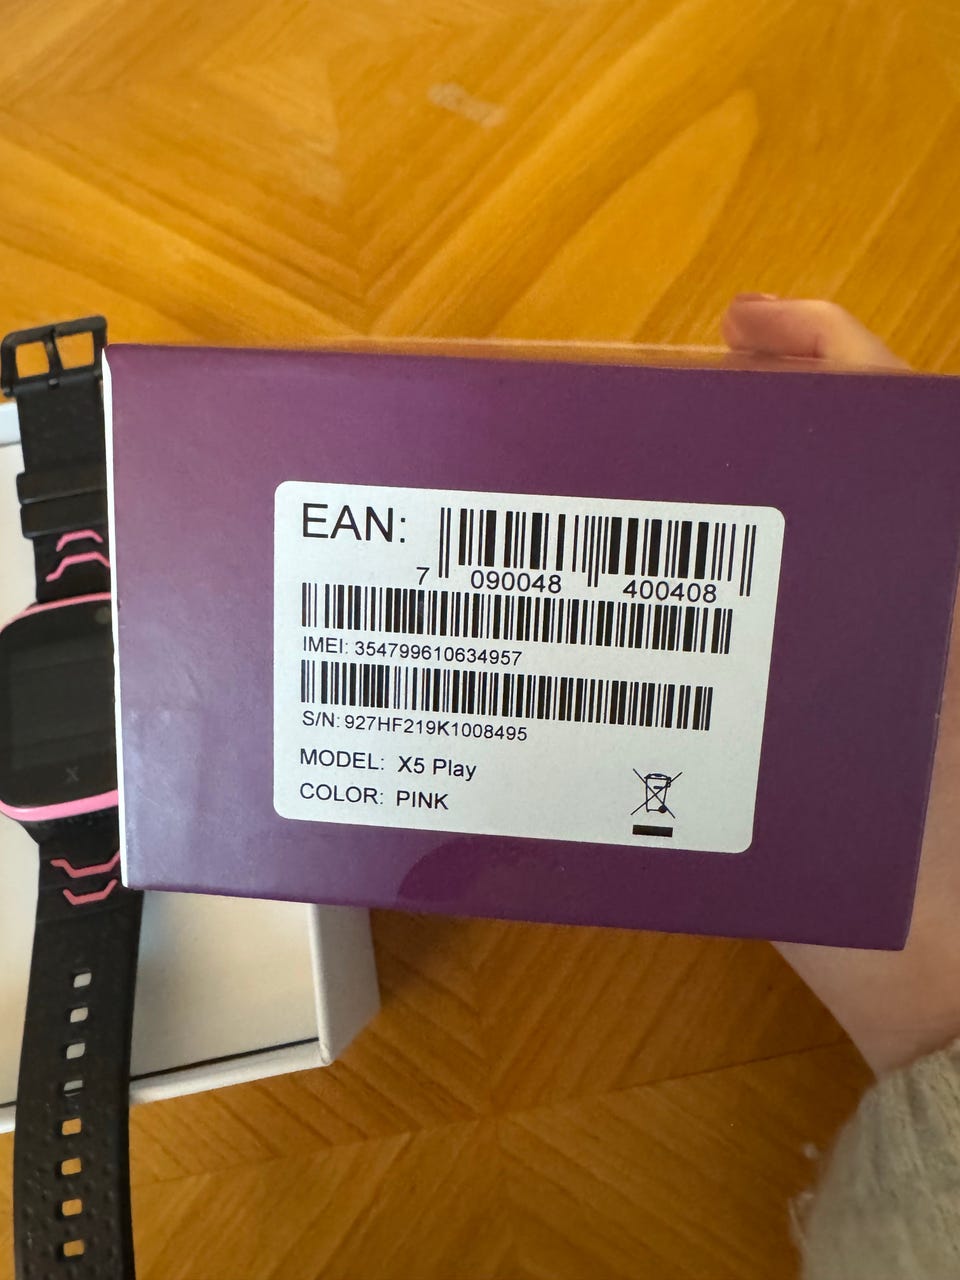 EAN:
7 090048 400408
IMEI: 354799610634957
S/N: 927HF219K1008495
MODEL: X5 Play
COLOR: PINK
X